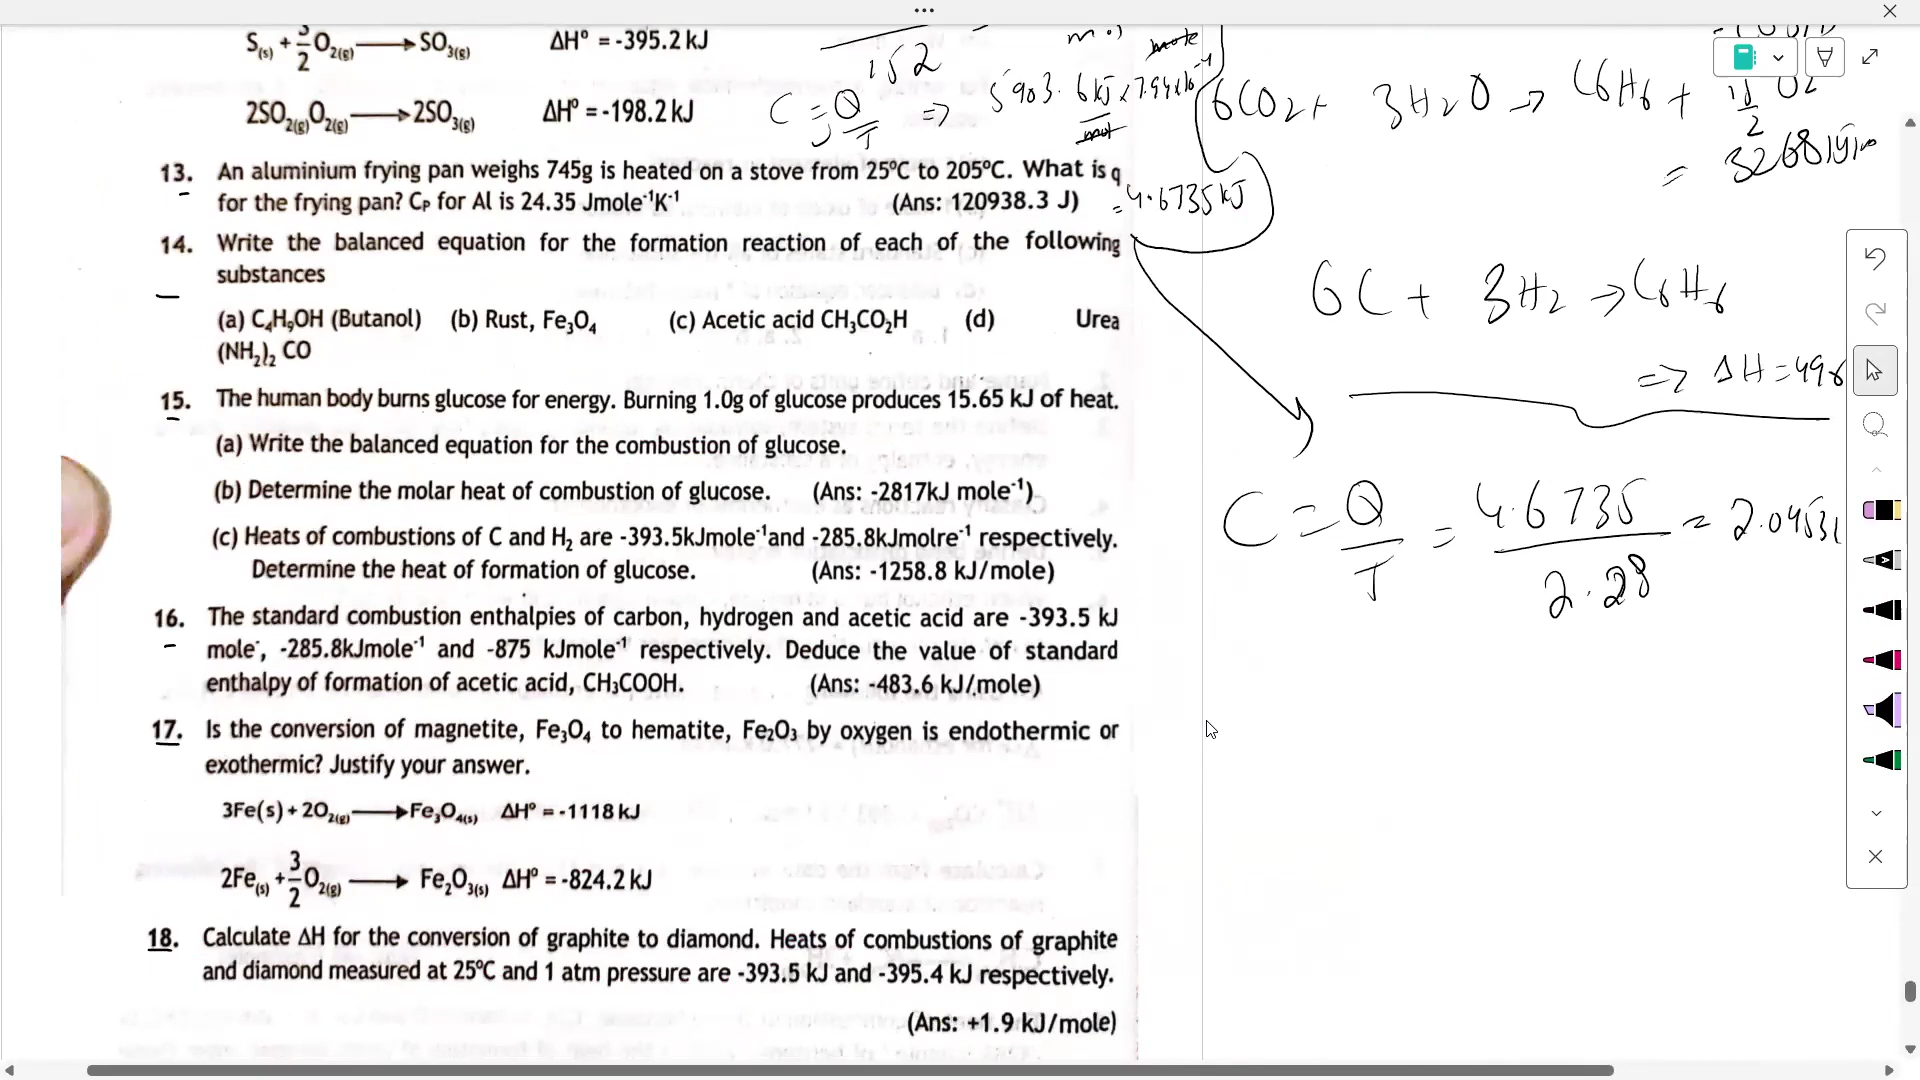 S(s) + 3/2 O2(g) ⟶ SO3(g) ΔH° = -395.2 kJ
2SO2(g)O2(g) ⟶ 2SO3(g) ΔH° = -198.2 kJ
13. An aluminium frying pan weighs 745g is heated on a stove from 25°C to 205°C. What is q
for the frying pan? CP for Al is 24.35 Jmole⁻¹K⁻¹ (Ans: 120938.3 J)
14. Write the balanced equation for the formation reaction of each of the following
substances
(a) C4H9OH (Butanol) (b) Rust, Fe3O4 (c) Acetic acid CH3CO2H (d) Urea
(NH2)2 CO
15. The human body burns glucose for energy. Burning 1.0g of glucose produces 15.65 kJ of heat.
(a) Write the balanced equation for the combustion of glucose.
(b) Determine the molar heat of combustion of glucose. (Ans: -2817kJ mole⁻¹)
(c) Heats of combustions of C and H2 are -393.5kJmole⁻¹and -285.8kJmolre⁻¹ respectively.
Determine the heat of formation of glucose. (Ans: -1258.8 kJ/mole)
16. The standard combustion enthalpies of carbon, hydrogen and acetic acid are -393.5 kJ
mole⁻, -285.8kJmole⁻¹ and -875 kJmole⁻¹ respectively. Deduce the value of standard
enthalpy of formation of acetic acid, CH3COOH. (Ans: -483.6 kJ/mole)
17. Is the conversion of magnetite, Fe3O4 to hematite, Fe2O3 by oxygen is endothermic or
exothermic? Justify your answer.
3Fe(s) + 2O2(g) ⟶ Fe3O4(s) ΔH° = -1118 kJ
2Fe(s) + 3/2 O2(g) ⟶ Fe2O3(s) ΔH° = -824.2 kJ
18. Calculate ΔH for the conversion of graphite to diamond. Heats of combustions of graphite
and diamond measured at 25°C and 1 atm pressure are -393.5 kJ and -395.4 kJ respectively.
(Ans: +1.9 kJ/mole)
152
C = Q/T => 5903.6 kJ/mol × 7.94x10⁻⁴
= 4.6735 kJ
6CO2 + 3H2O → C6H6 + 15/2 O2
6C + 3H2 → C6H6
=> ΔH = 49
C = Q/T = 4.6735/2.28 = 2.04